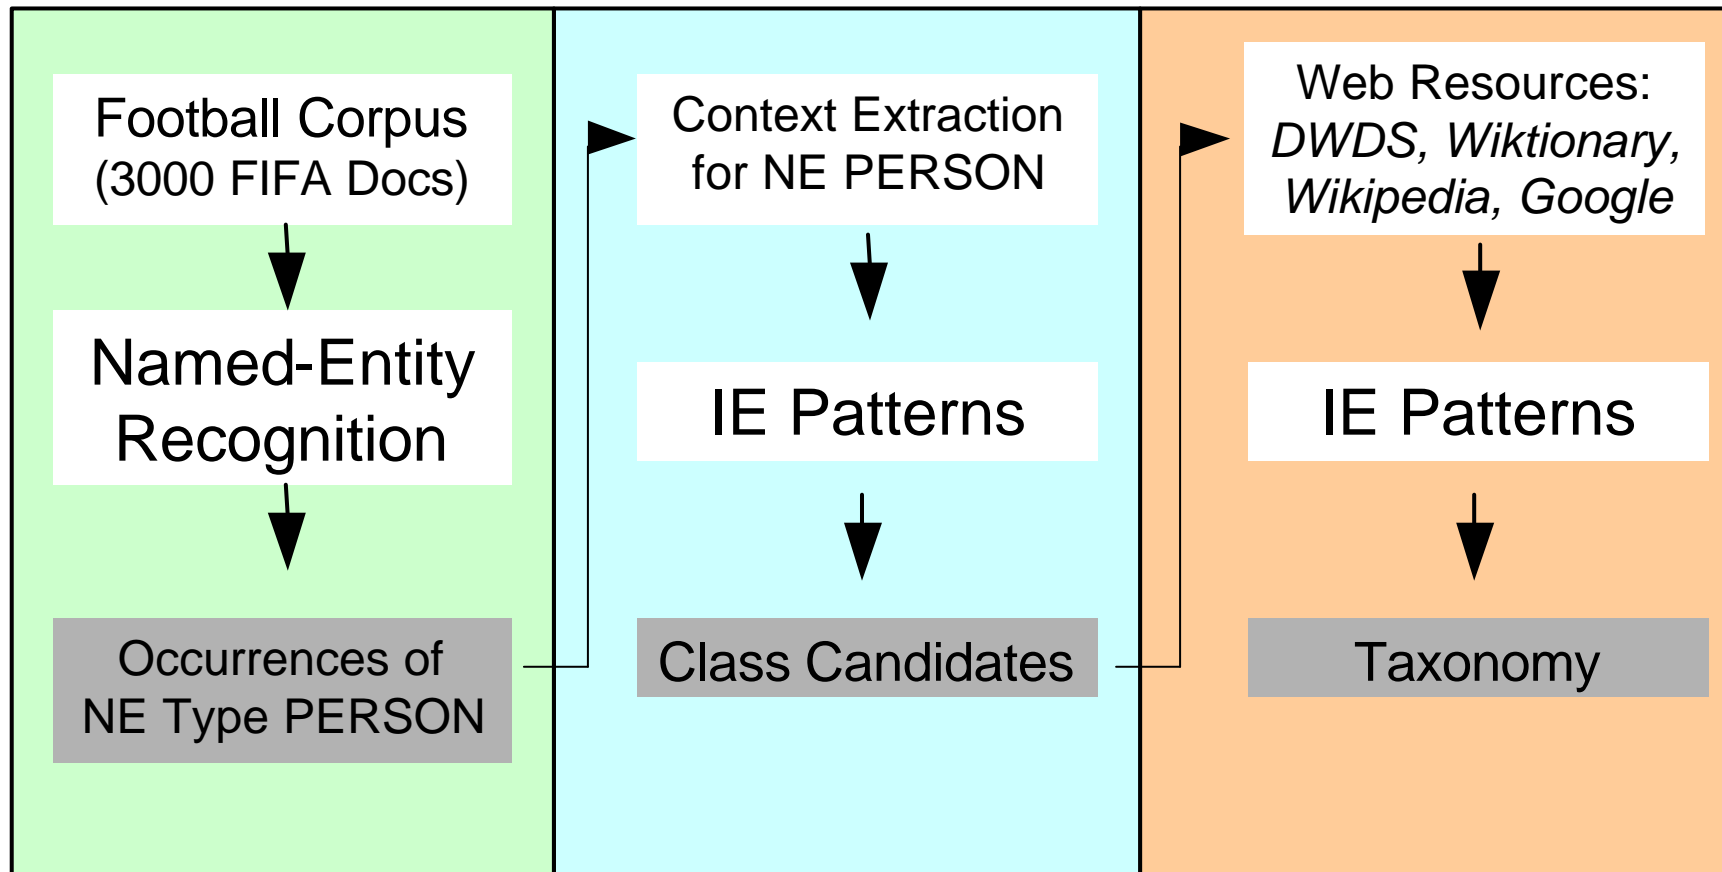 Football Corpus
(3000 FIFA Docs)
Named-Entity
Recognition
Occurrences of
NE Type PERSON
Context Extraction
for NE PERSON
IE Patterns
Class Candidates
Web Resources:
DWDS, Wiktionary,
Wikipedia, Google
IE Patterns
Taxonomy